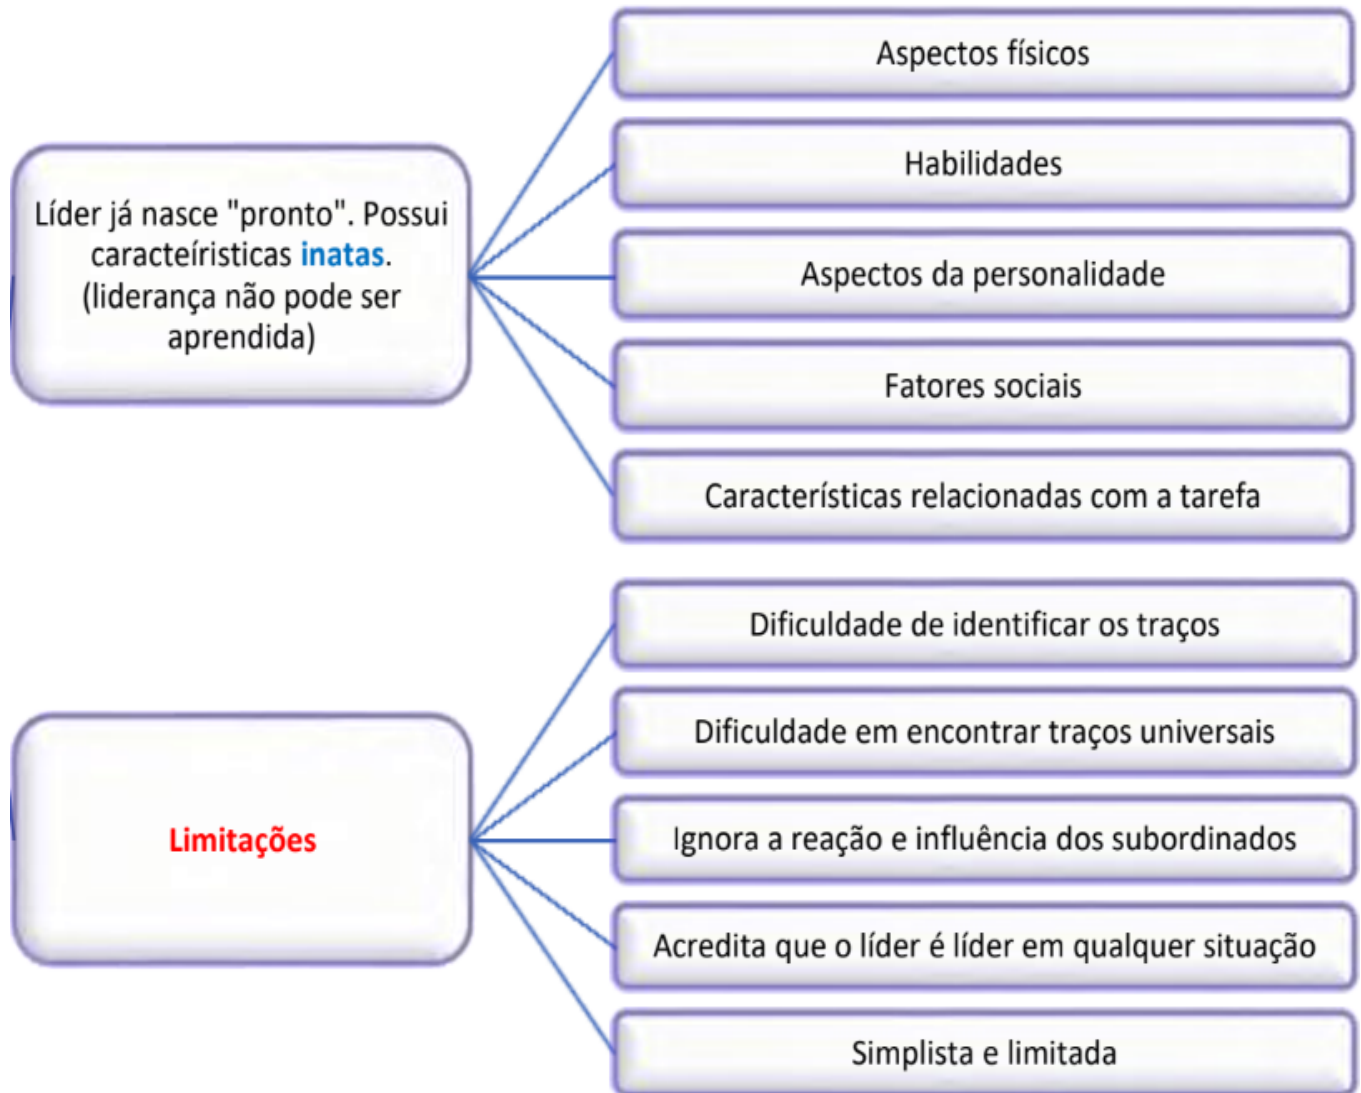 Líder já nasce "pronto". Possui
caracteíristicas inatas.
(liderança não pode ser
aprendida)
Aspectos físicos
Habilidades
Aspectos da personalidade
Fatores sociais
Características relacionadas com a tarefa
Limitações
Dificuldade de identificar os traços
Dificuldade em encontrar traços universais
Ignora a reação e influência dos subordinados
Acredita que o líder é líder em qualquer situação
Simplista e limitada